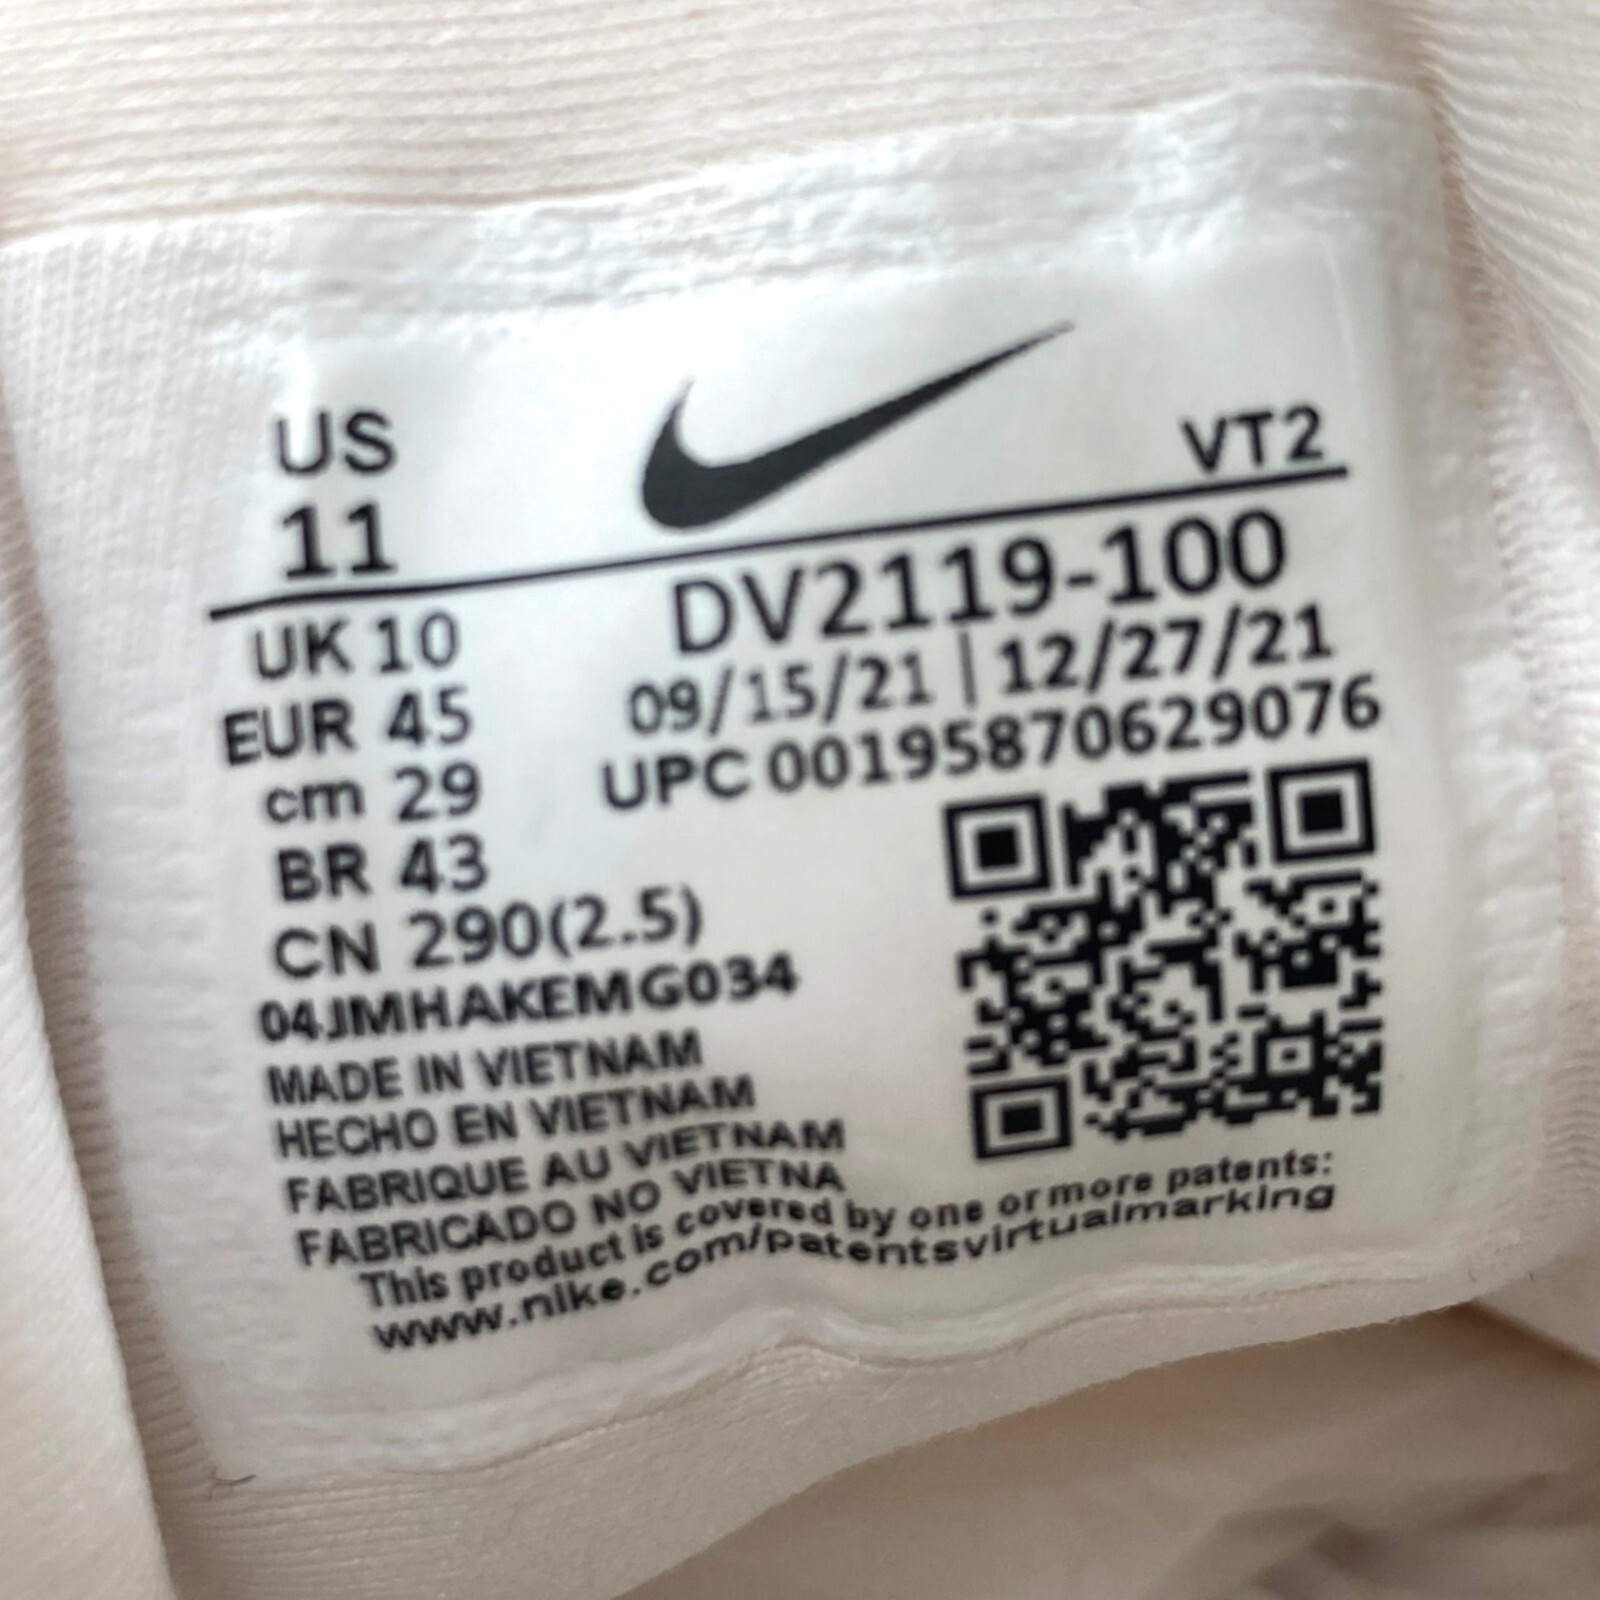 US
11
VT2
UK 10
EUR 45
cm 29
BR 43
CN 290(2.5)
DV2119-100
09/15/21 | 12/27/21
UPC 00195870629076
04JMHAKEMG034
MADE IN VIETNAM
HECHO EN VIETNAM
FABRIQUE AU VIETNAM
FABRICADO NO VIETNA
This product is covered by one or more patents:
www.nike.com/patentsvirtualmarking